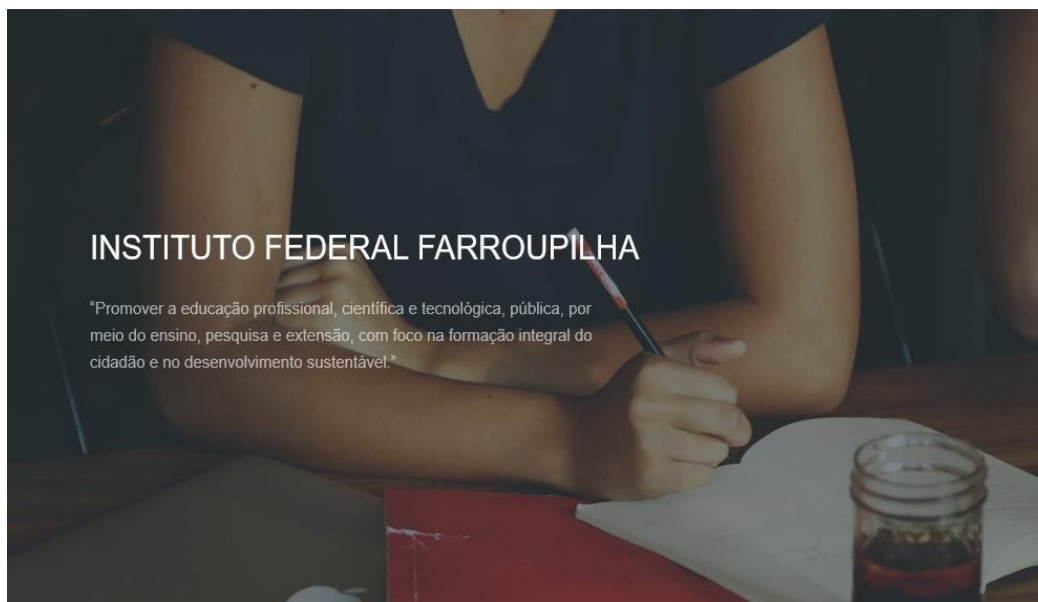 INSTITUTO FEDERAL FARROUPILHA
“Promover a educação profissional, científica e tecnológica, pública, por
meio do ensino, pesquisa e extensão, com foco na formação integral do
cidadão e no desenvolvimento sustentável.”